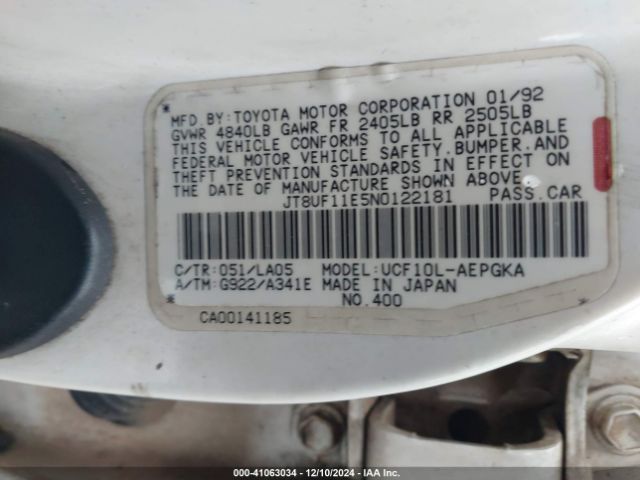 MFD.BY:TOYOTA MOTOR CORPORATION 01/92
GVWR 4840LB GAWR FR 2405LB RR 2505LB
THIS VEHICLE CONFORMS TO ALL APPLICABLE
FEDERAL MOTOR VEHICLE SAFETY,BUMPER,AND
THEFT PREVENTION STANDARDS IN EFFECT ON
THE DATE OF MANUFACTURE SHOWN ABOVE.
JT8UF11E5N0122181 PASS.CAR
C/TR:051/LA05 MODEL:UCF10L-AEPGKA
A/TM:G922/A341E MADE IN JAPAN
NO.400
CA00141185
000-41063034 - 12/10/2024 - IAA Inc.